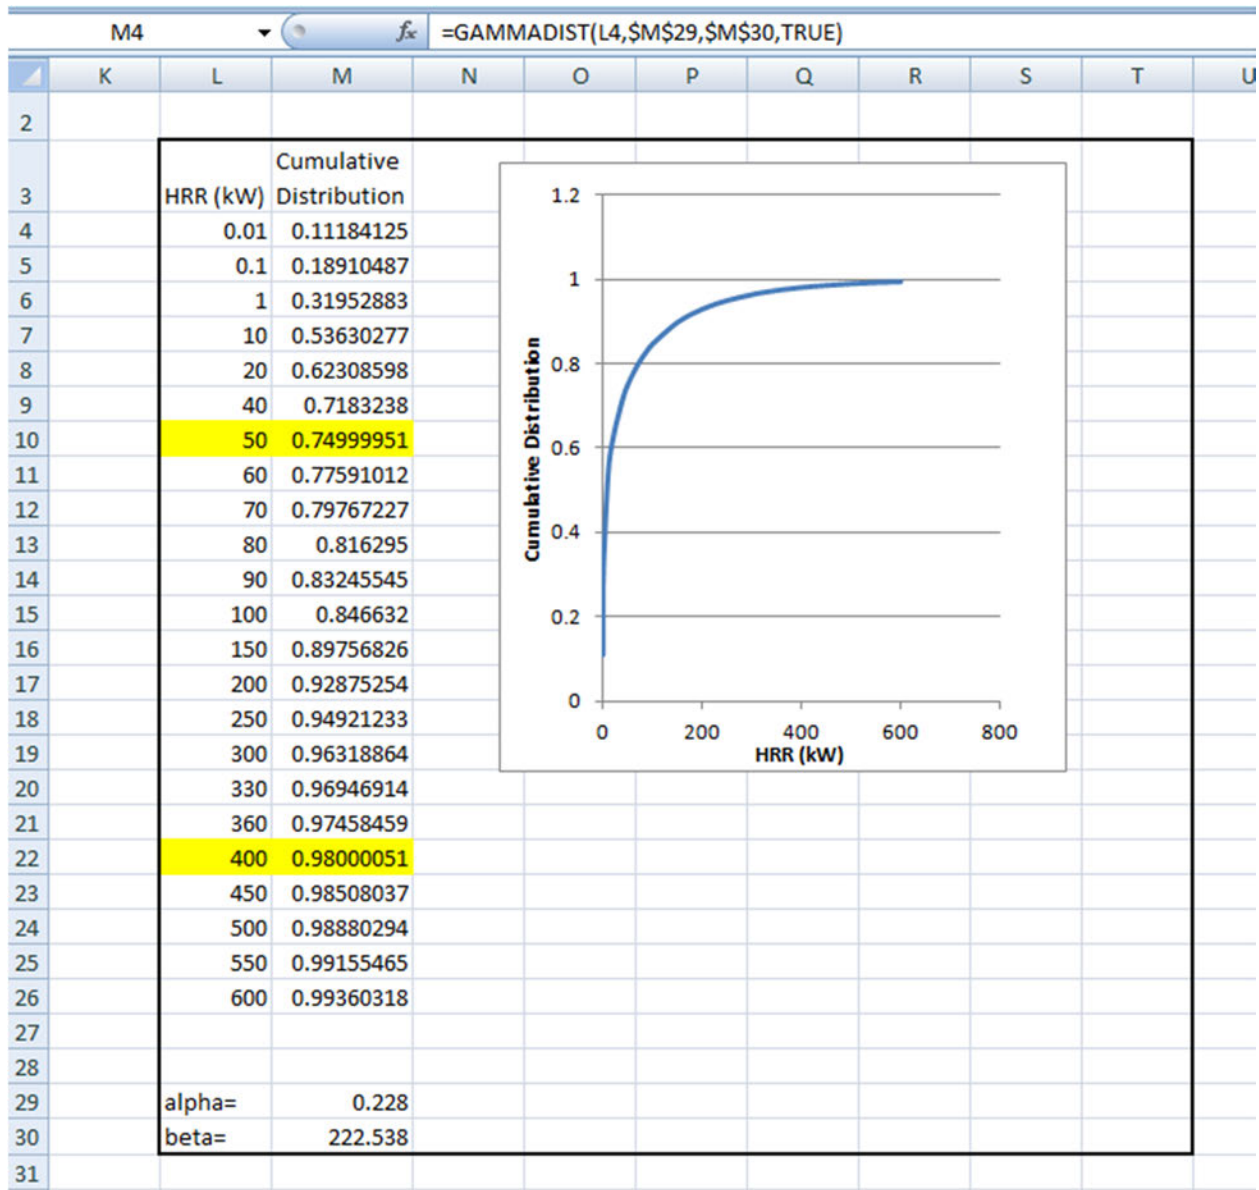 M4 fx =GAMMADIST(L4,$M$29,$M$30,TRUE)
K L M N O P Q R S T U
2
Cumulative
3 HRR (kW) Distribution
4 0.01 0.11184125
5 0.1 0.18910487
6 1 0.31952883
7 10 0.53630277
8 20 0.62308598
9 40 0.7183238
10 50 0.74999951
11 60 0.77591012
12 70 0.79767227
13 80 0.816295
14 90 0.83245545
15 100 0.846632
16 150 0.89756826
17 200 0.92875254
18 250 0.94921233
19 300 0.96318864
20 330 0.96946914
21 360 0.97458459
22 400 0.98000051
23 450 0.98508037
24 500 0.98880294
25 550 0.99155465
26 600 0.99360318
27
28
29 alpha= 0.228
30 beta= 222.538
31
Cumulative Distribution
1.2
1
0.8
0.6
0.4
0.2
0
0 200 400 600 800
HRR (kW)